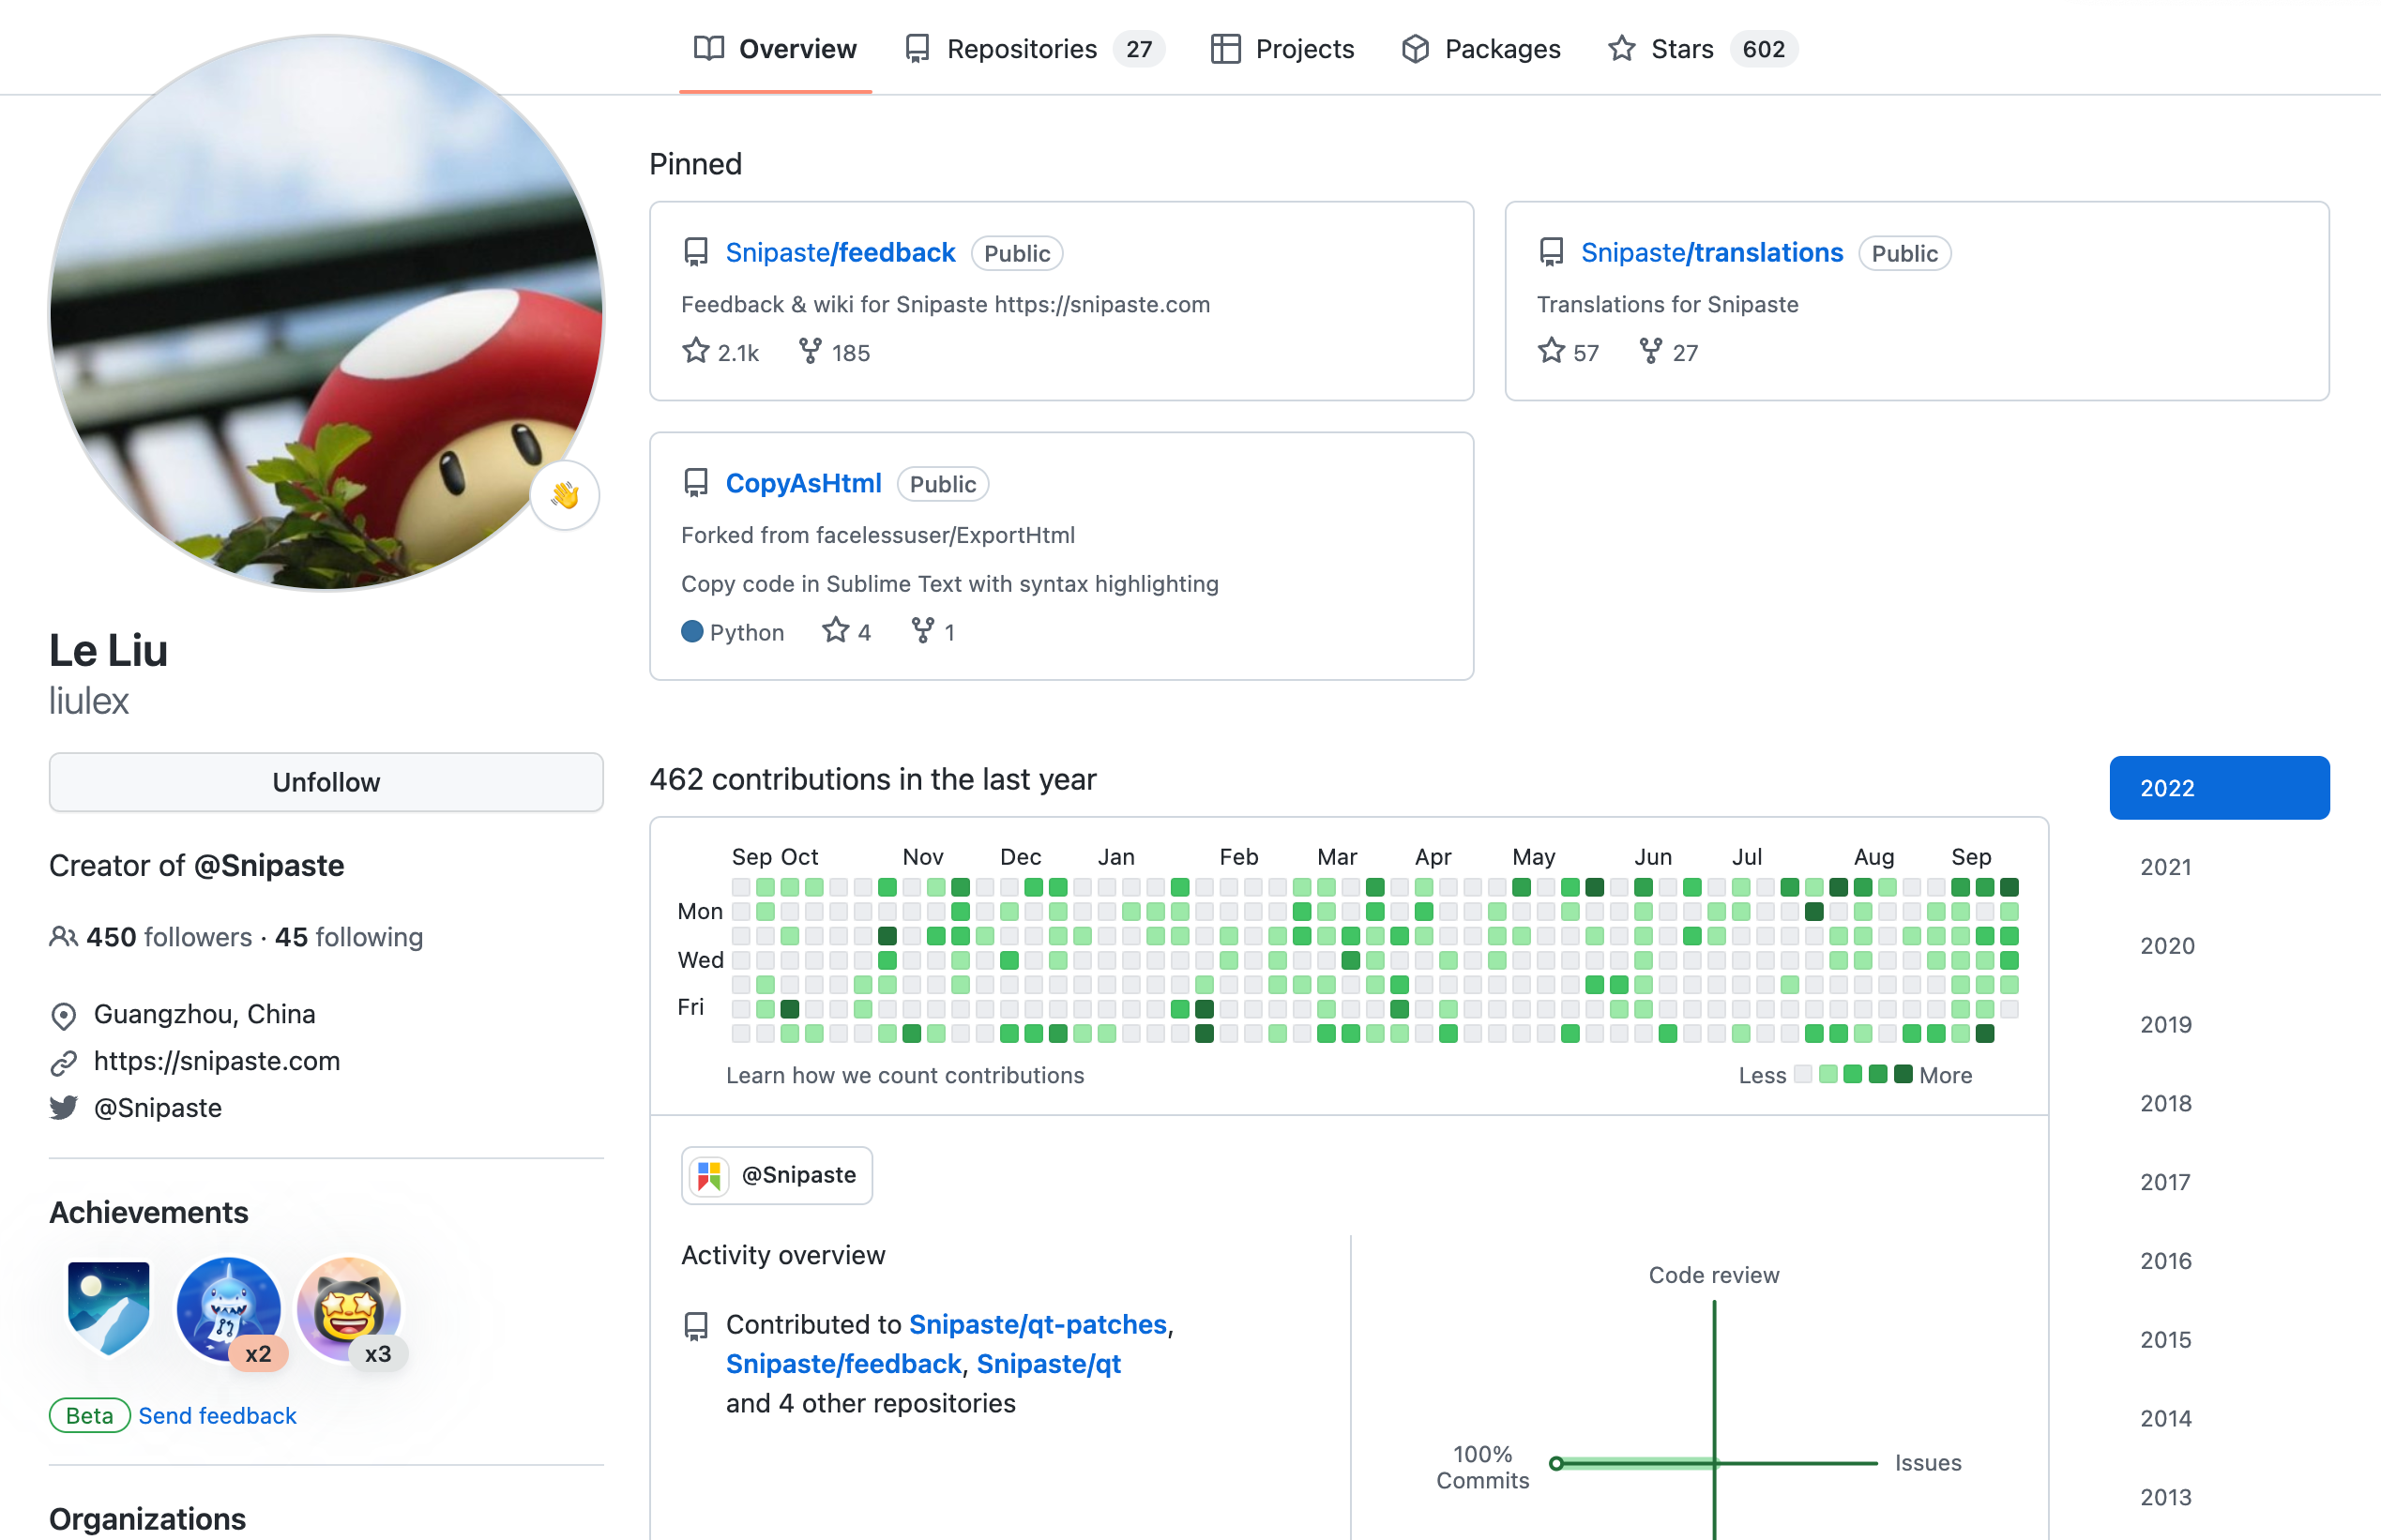 Overview
Repositories 27
Projects
Packages
Stars 602
Le Liu
liulex
Unfollow
Creator of @Snipaste
450 followers · 45 following
Guangzhou, China
https://snipaste.com
@Snipaste
Achievements
x2
x3
Beta Send feedback
Organizations
Pinned
Snipaste/feedback Public
Feedback & wiki for Snipaste https://snipaste.com
2.1k 185
Snipaste/translations Public
Translations for Snipaste
57 27
CopyAsHtml Public
Forked from facelessuser/ExportHtml
Copy code in Sublime Text with syntax highlighting
Python 4 1
462 contributions in the last year
Sep Oct Nov Dec Jan Feb Mar Apr May Jun Jul Aug Sep
Mon
Wed
Fri
Learn how we count contributions
Less More
@Snipaste
Activity overview
Contributed to Snipaste/qt-patches,
Snipaste/feedback, Snipaste/qt
and 4 other repositories
Code review
100%
Commits
Issues
2022
2021
2020
2019
2018
2017
2016
2015
2014
2013